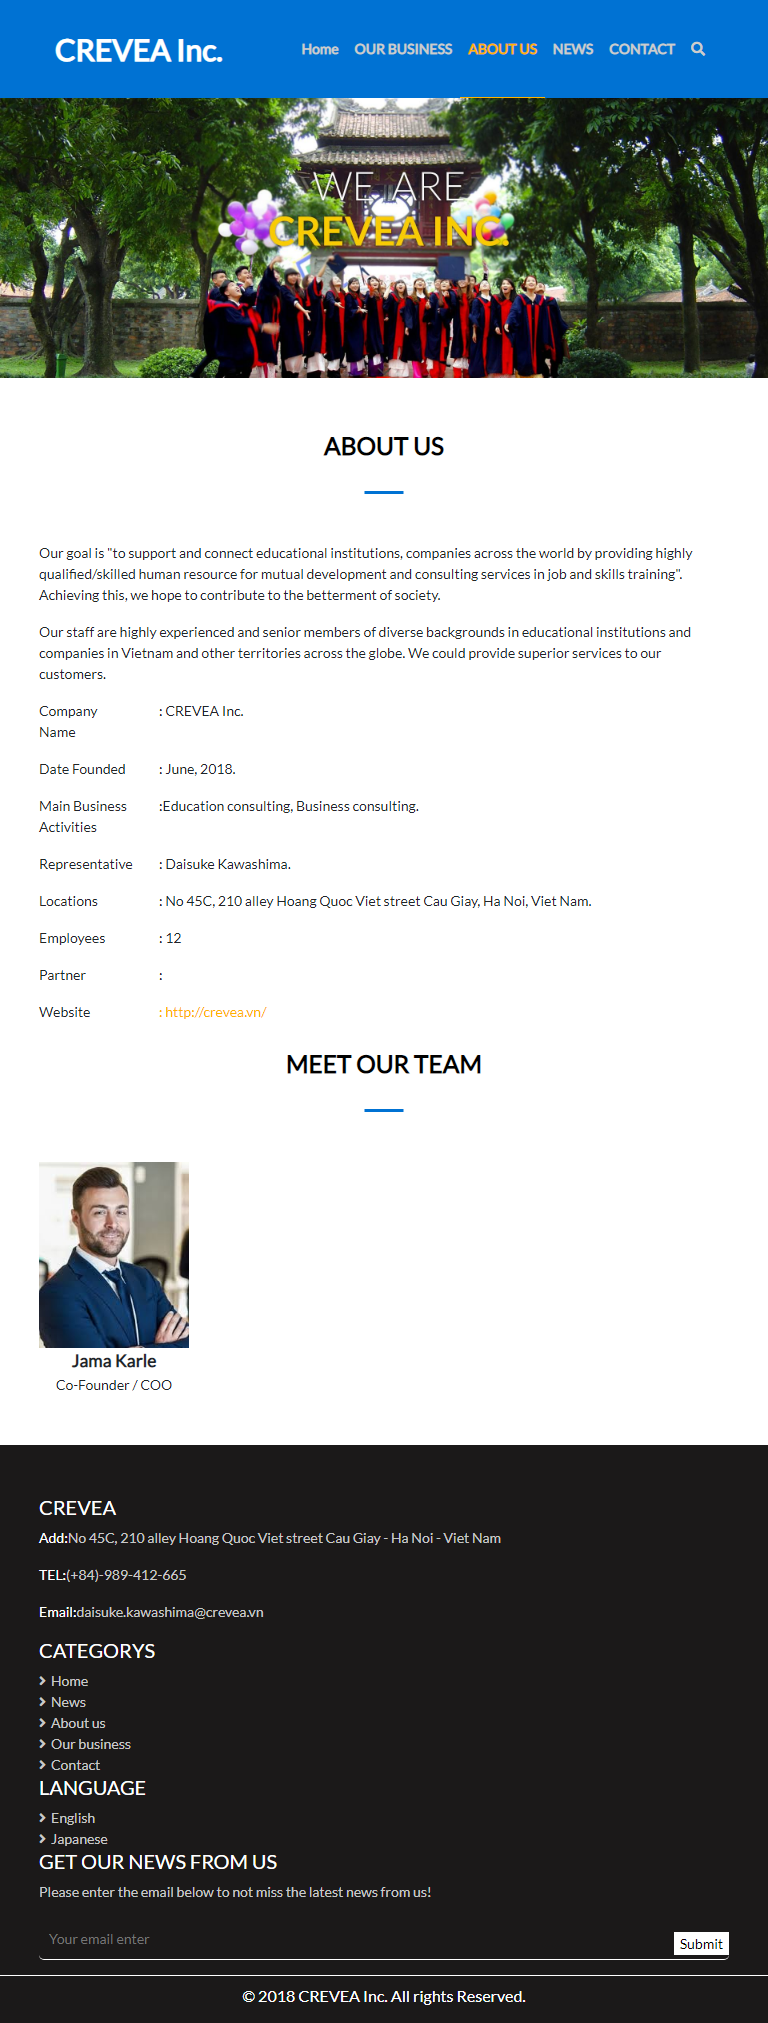 CREVEA Inc.
Home OUR BUSINESS ABOUT US NEWS CONTACT
WE ARE
CREVEA INC.
ABOUT US
Our goal is "to support and connect educational institutions, companies across the world by providing highly
qualified/skilled human resource for mutual development and consulting services in job and skills training".
Achieving this, we hope to contribute to the betterment of society.
Our staff are highly experienced and senior members of diverse backgrounds in educational institutions and
companies in Vietnam and other territories across the globe. We could provide superior services to our
customers.
Company : CREVEA Inc.
Name
Date Founded : June, 2018.
Main Business :Education consulting, Business consulting.
Activities
Representative : Daisuke Kawashima.
Locations : No 45C, 210 alley Hoang Quoc Viet street Cau Giay, Ha Noi, Viet Nam.
Employees : 12
Partner :
Website : http://crevea.vn/
MEET OUR TEAM
Jama Karle
Co-Founder / COO
CREVEA
Add:No 45C, 210 alley Hoang Quoc Viet street Cau Giay - Ha Noi - Viet Nam
TEL:(+84)-989-412-665
Email:daisuke.kawashima@crevea.vn
CATEGORYS
Home
News
About us
Our business
Contact
LANGUAGE
English
Japanese
GET OUR NEWS FROM US
Please enter the email below to not miss the latest news from us!
Your email enter Submit
© 2018 CREVEA Inc. All rights Reserved.